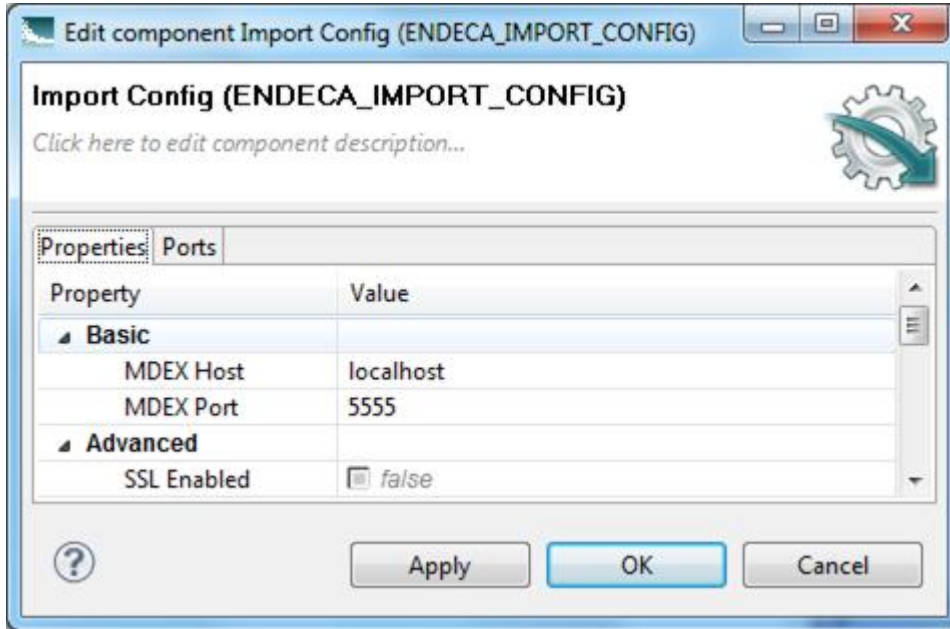 Edit component Import Config (ENDECA_IMPORT_CONFIG)
Import Config (ENDECA_IMPORT_CONFIG)
Click here to edit component description...
Properties Ports
Property Value
Basic
MDEX Host localhost
MDEX Port 5555
Advanced
SSL Enabled false
? Apply OK Cancel